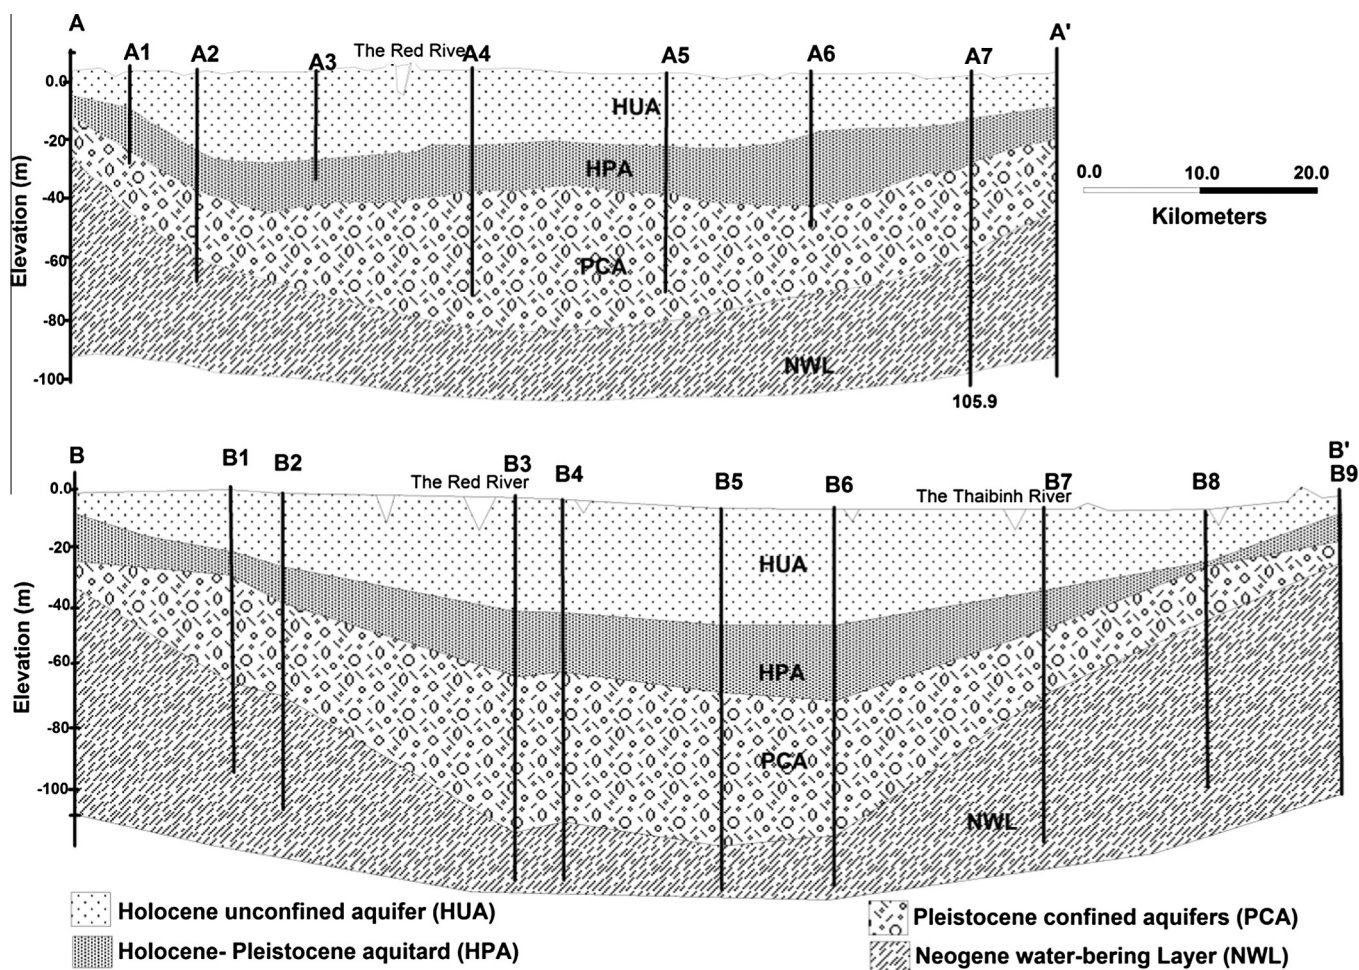 A
A1
A2
A3
The Red River
A4
A5
A6
A7
A'
0.0
-20
-40
-60
-80
-100
Elevation (m)
HUA
HPA
PCA
NWL
105.9
0.0 10.0 20.0
Kilometers
B
B1
B2
The Red River
B3
B4
B5
B6
The Thaibinh River
B7
B8
B'
B9
0.0
-20
-40
-60
-80
-100
Elevation (m)
HUA
HPA
PCA
NWL
Holocene unconfined aquifer (HUA)
Holocene- Pleistocene aquitard (HPA)
Pleistocene confined aquifers (PCA)
Neogene water-bering Layer (NWL)